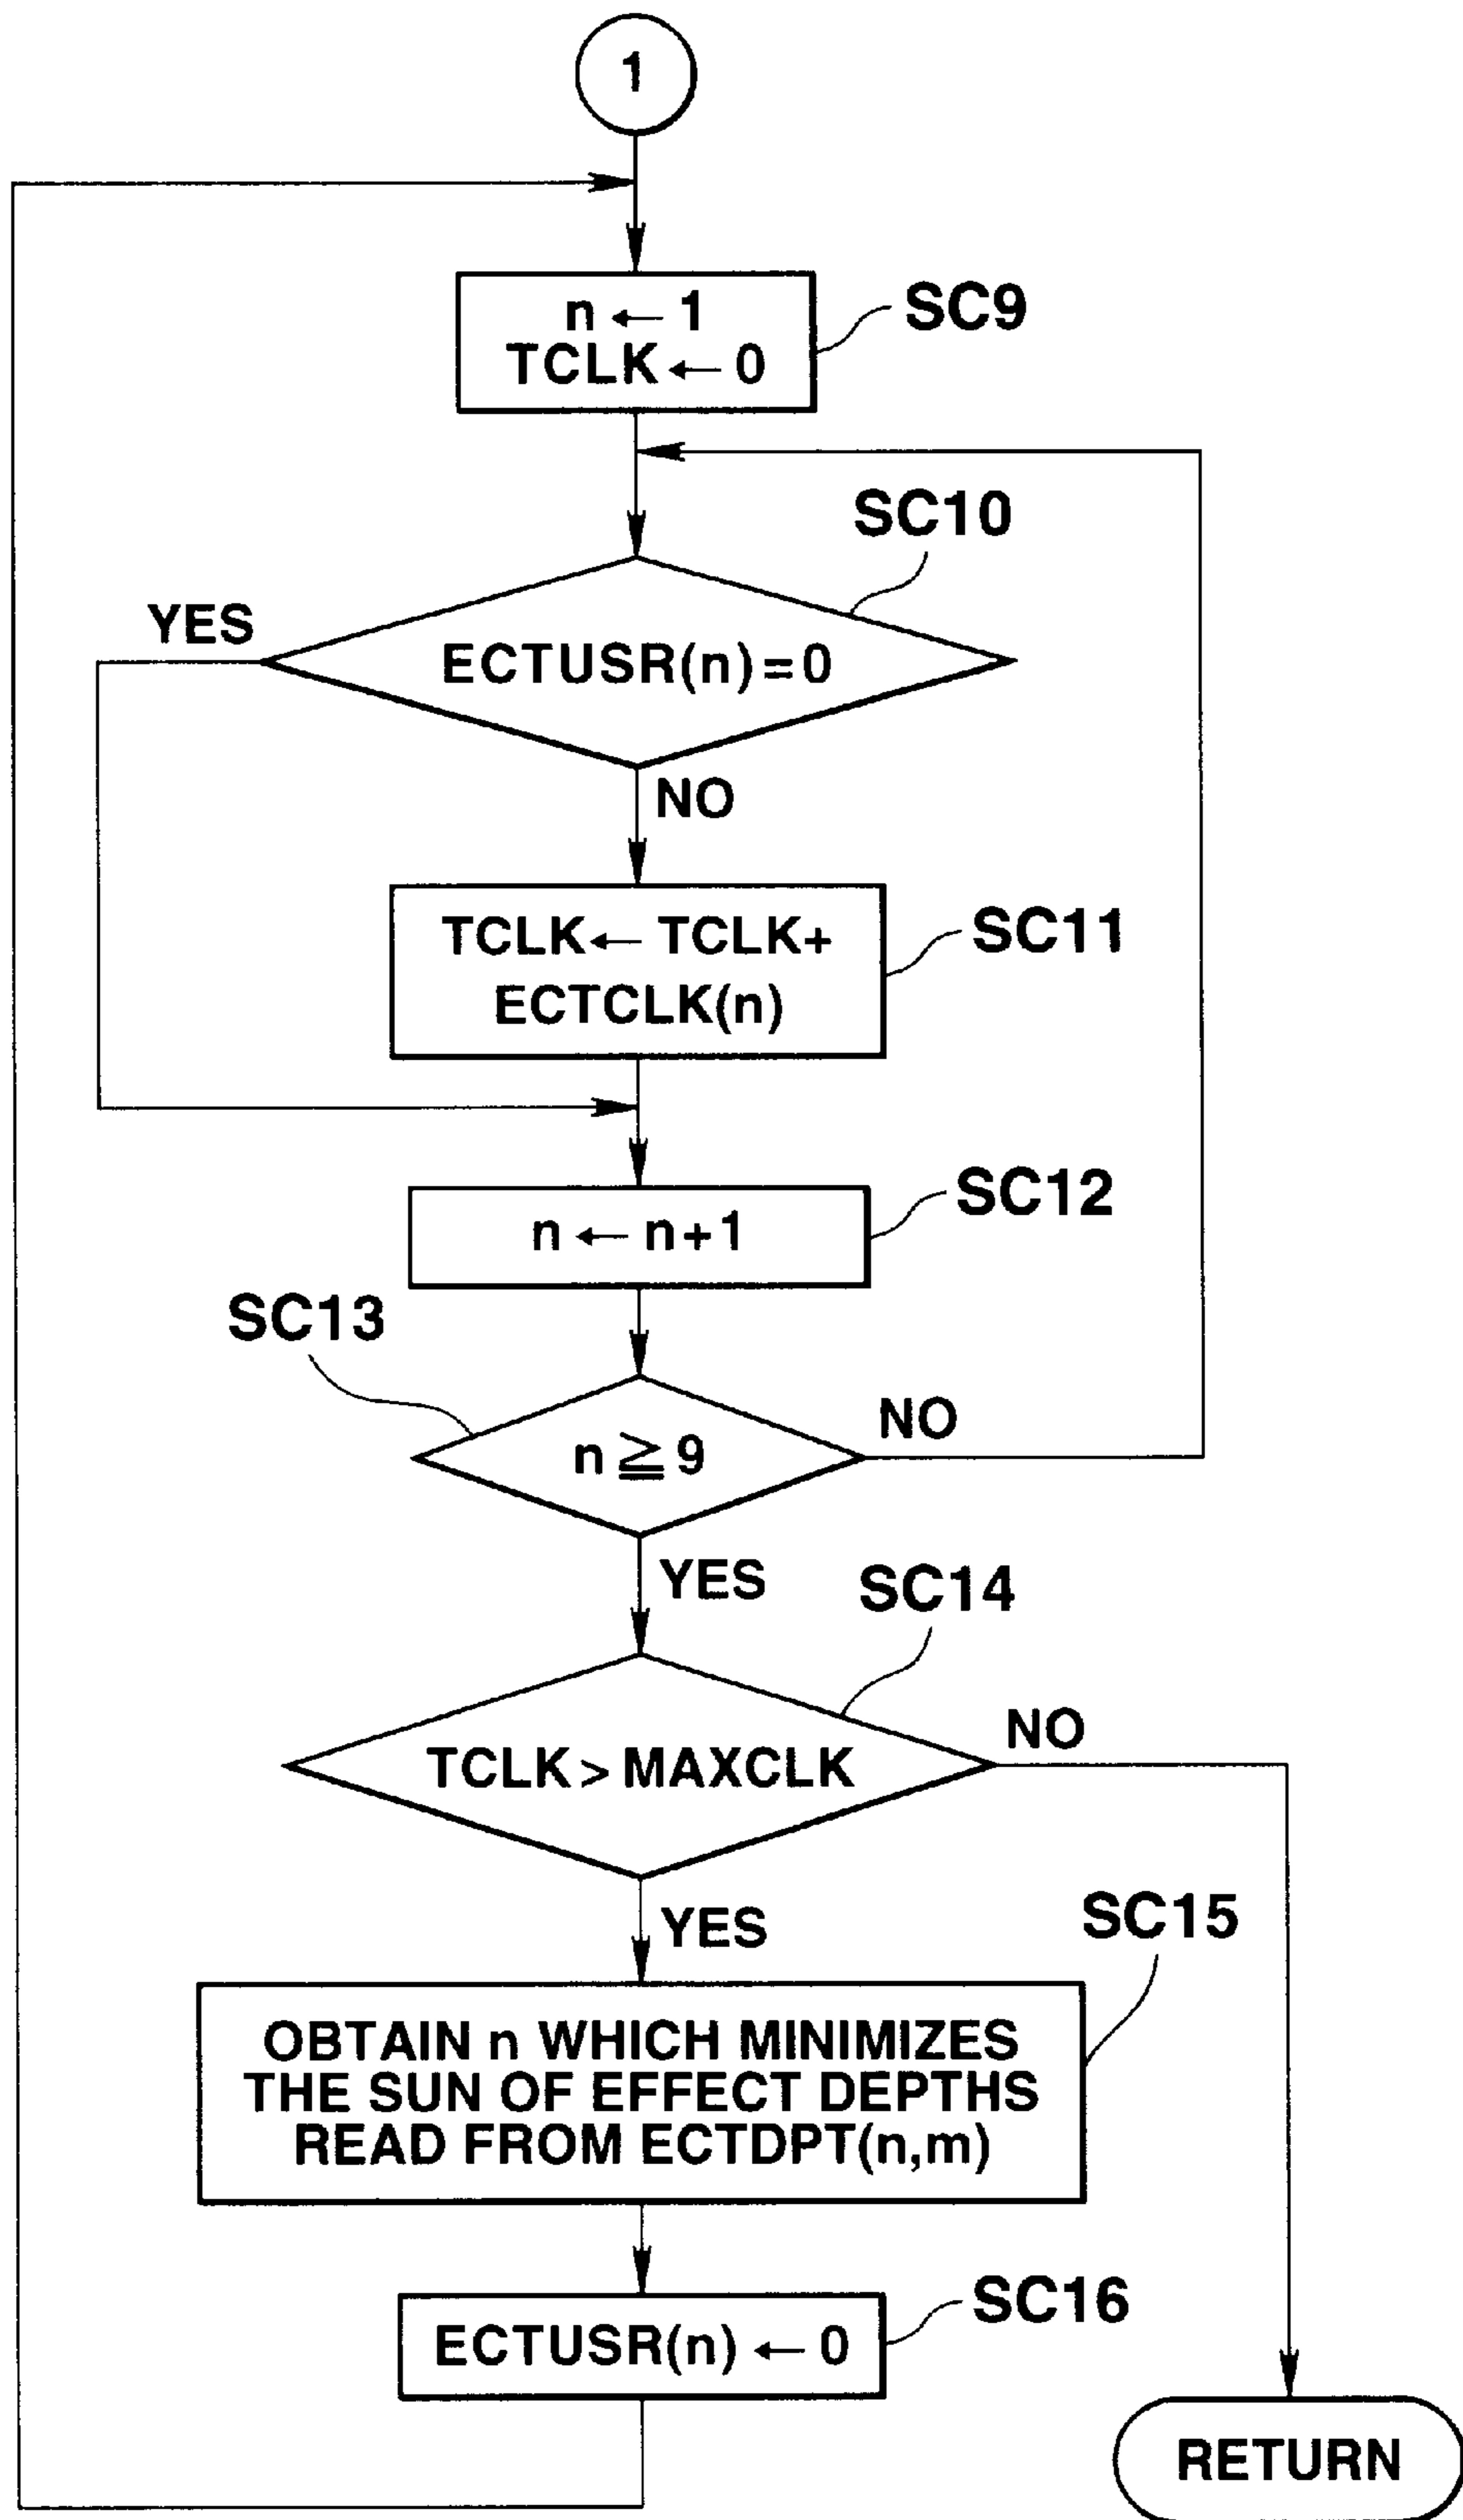 1
n ← 1
TCLK ← 0
SC9
SC10
YES
ECTUSR(n)=0
NO
TCLK ← TCLK+
ECTCLK(n)
SC11
SC12
n ← n+1
SC13
n ≧ 9
NO
YES
SC14
NO
TCLK > MAXCLK
YES
SC15
OBTAIN n WHICH MINIMIZES
THE SUN OF EFFECT DEPTHS
READ FROM ECTDPT(n,m)
SC16
ECTUSR(n) ← 0
RETURN